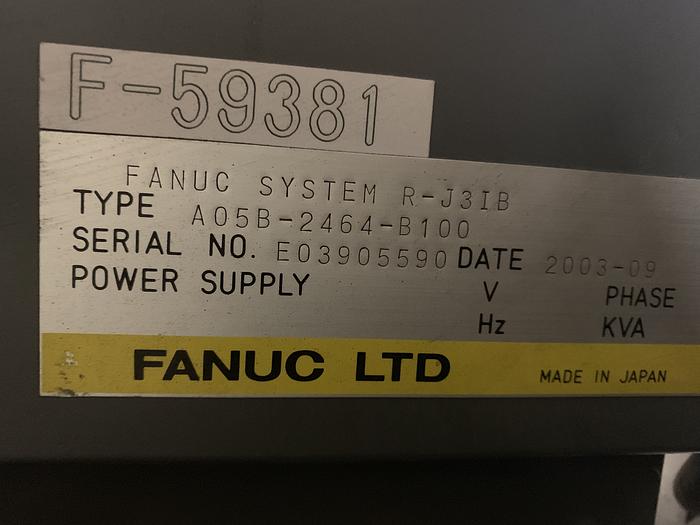 F-59381
FANUC SYSTEM R-J3IB
TYPE A05B-2464-B100
SERIAL NO. E03905590 DATE 2003-09
POWER SUPPLY V PHASE
Hz KVA
FANUC LTD MADE IN JAPAN